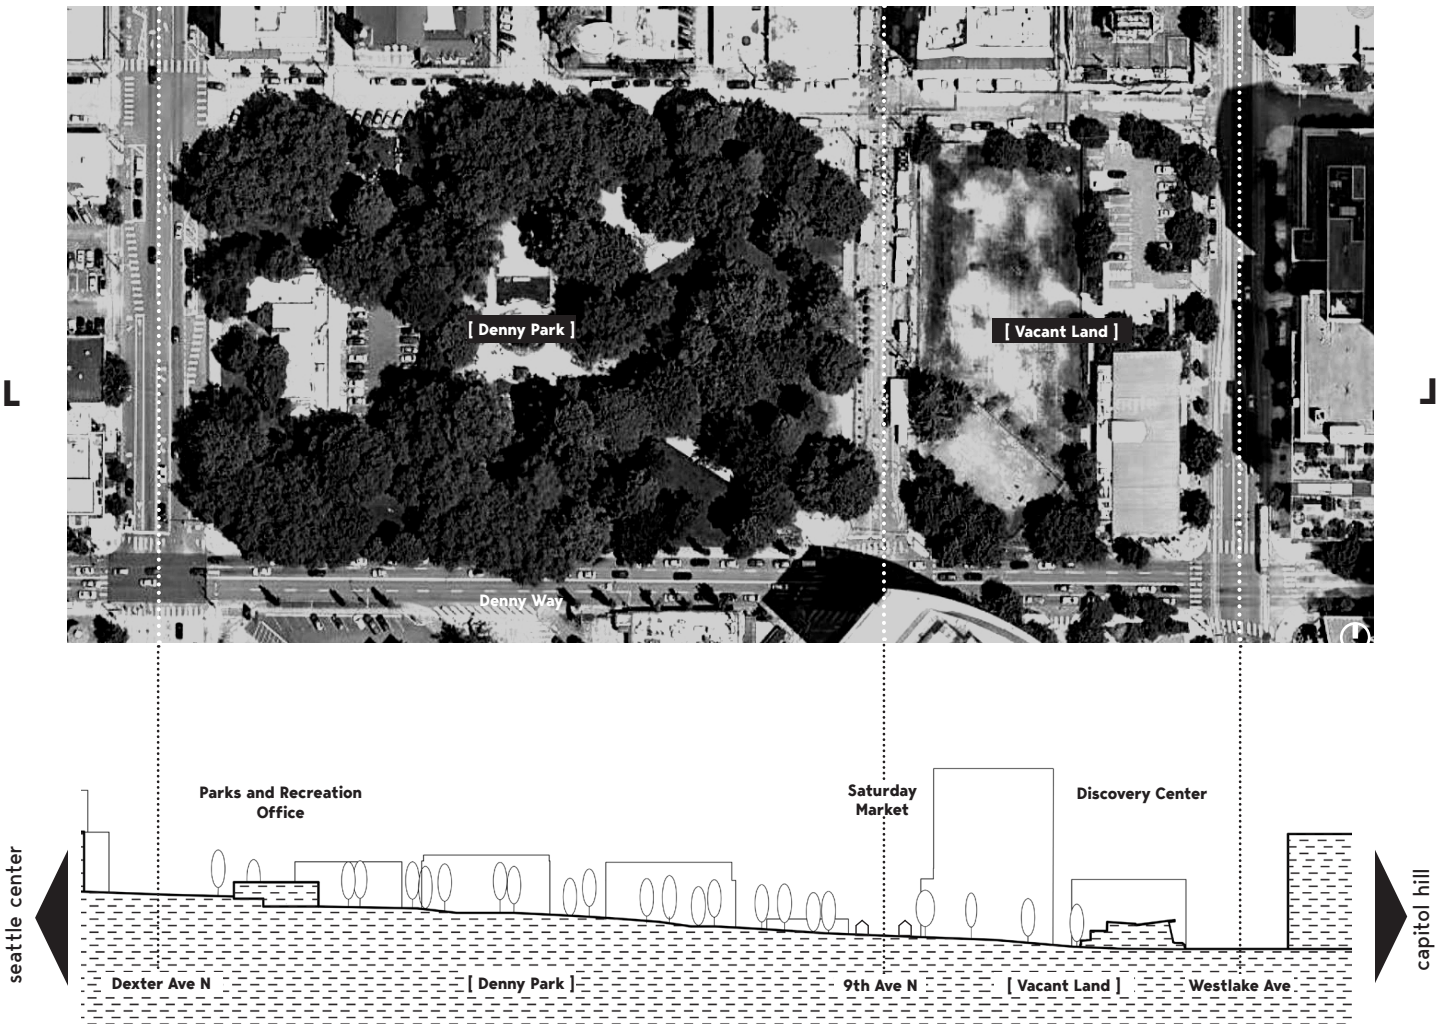 [ Denny Park ]
[ Vacant Land ]
Denny Way
Parks and Recreation
Office
Saturday
Market
Discovery Center
seattle center
capitol hill
Dexter Ave N
[ Denny Park ]
9th Ave N
[ Vacant Land ]
Westlake Ave